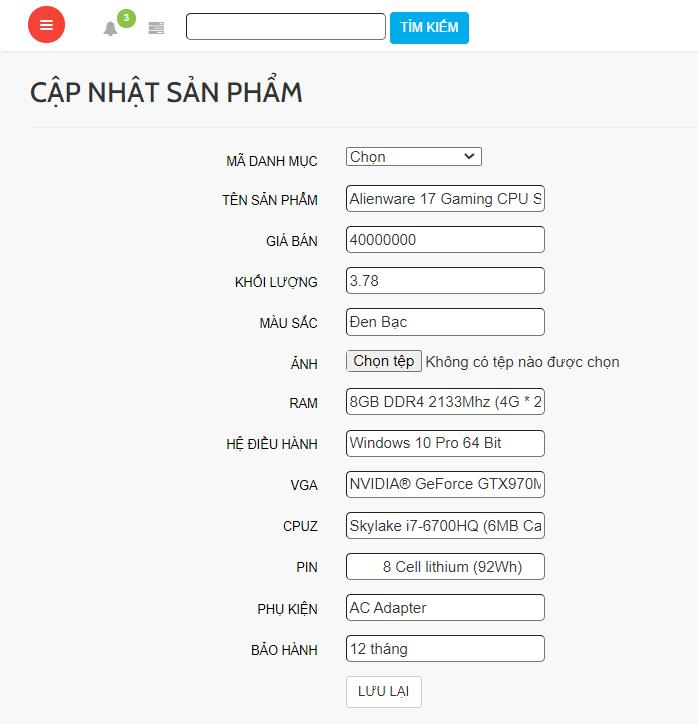 3
TÌM KIẾM
CẬP NHẬT SẢN PHẨM
MÃ DANH MỤC Chọn
TÊN SẢN PHẨM Alienware 17 Gaming CPU S
GIÁ BÁN 40000000
KHỐI LƯỢNG 3.78
MÀU SẮC Đen Bạc
ẢNH Chọn tệp Không có tệp nào được chọn
RAM 8GB DDR4 2133Mhz (4G * 2
HỆ ĐIỀU HÀNH Windows 10 Pro 64 Bit
VGA NVIDIA® GeForce GTX970M
CPUZ Skylake i7-6700HQ (6MB Ca
PIN 8 Cell lithium (92Wh)
PHỤ KIỆN AC Adapter
BẢO HÀNH 12 tháng
LƯU LẠI